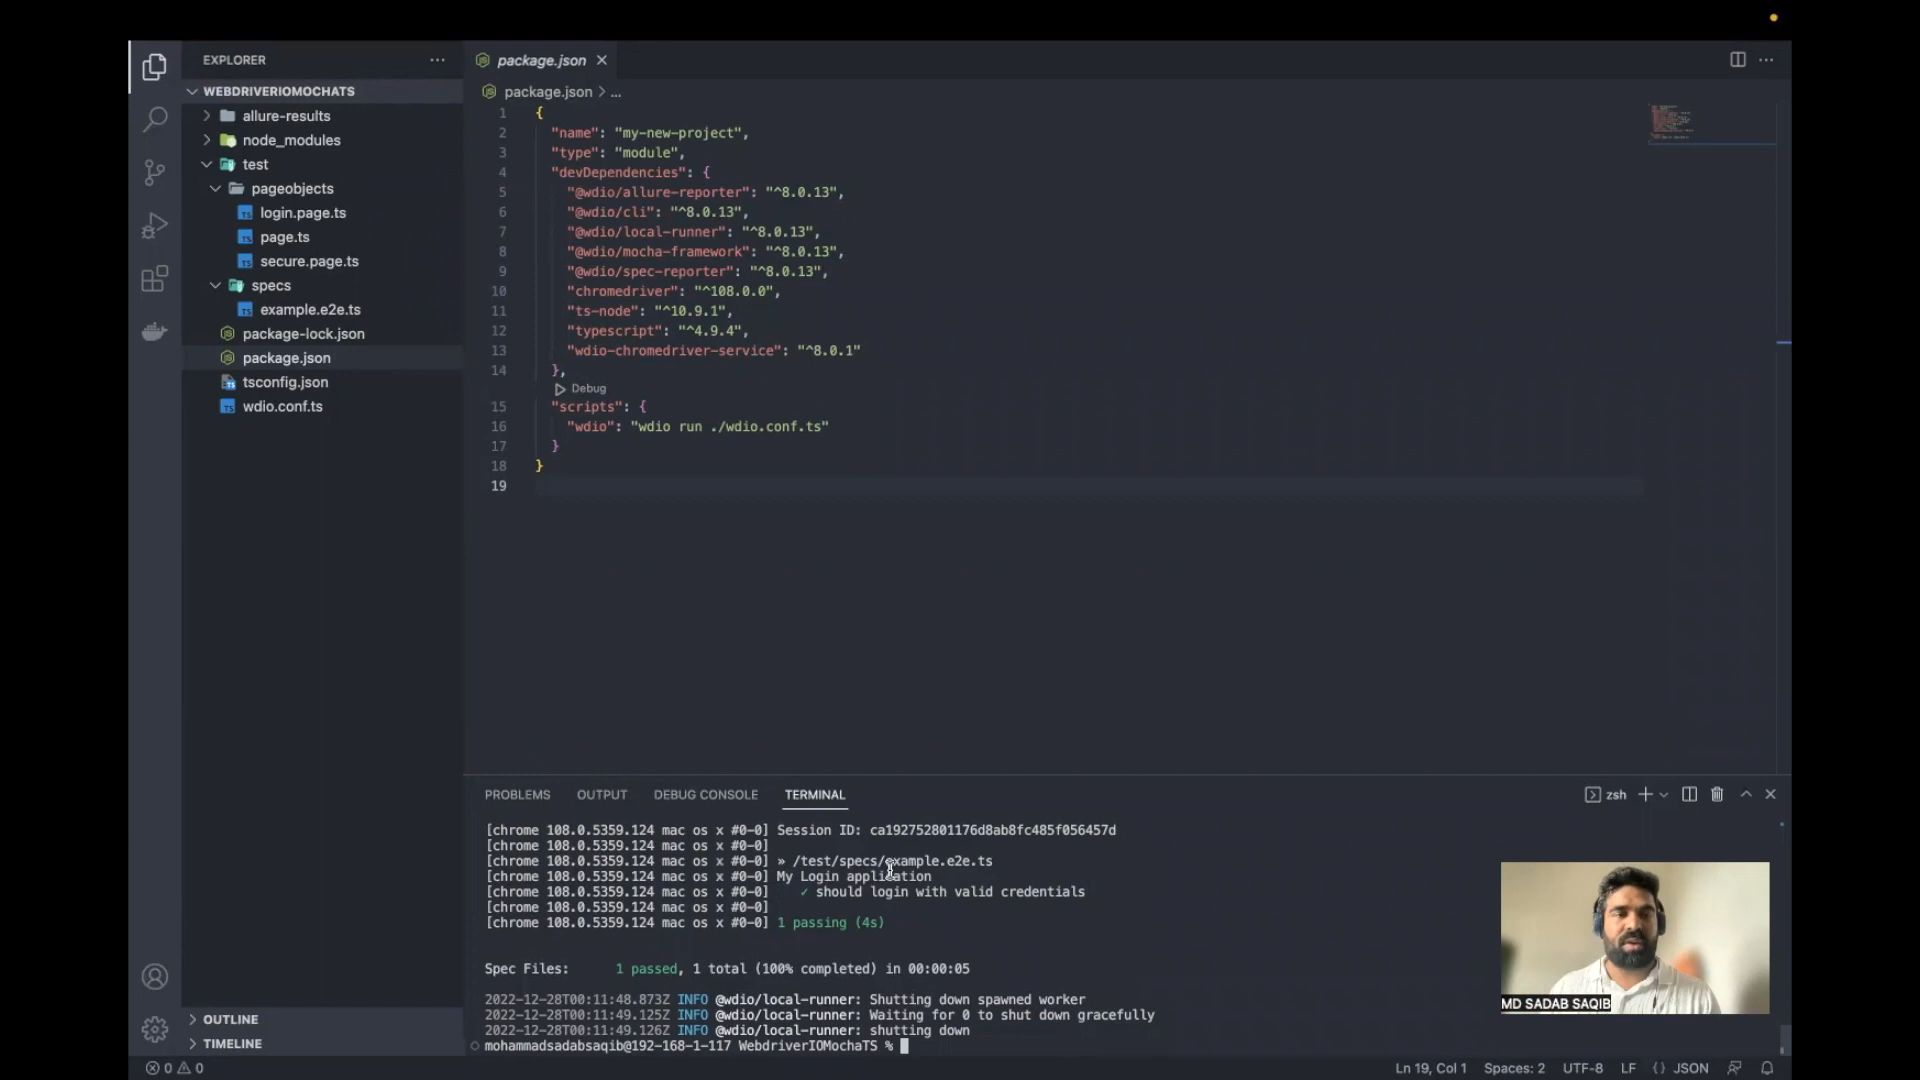 EXPLORER
WEBDRIVERIOMOCHATS
allure-results
node_modules
test
pageobjects
login.page.ts
page.ts
secure.page.ts
specs
example.e2e.ts
package-lock.json
package.json
tsconfig.json
wdio.conf.ts
OUTLINE
TIMELINE
package.json
package.json > ...
1 {
2 "name": "my-new-project",
3 "type": "module",
4 "devDependencies": {
5 "@wdio/allure-reporter": "^8.0.13",
6 "@wdio/cli": "^8.0.13",
7 "@wdio/local-runner": "^8.0.13",
8 "@wdio/mocha-framework": "^8.0.13",
9 "@wdio/spec-reporter": "^8.0.13",
10 "chromedriver": "^108.0.0",
11 "ts-node": "^10.9.1",
12 "typescript": "^4.9.4",
13 "wdio-chromedriver-service": "^8.0.1"
14 },
Debug
15 "scripts": {
16 "wdio": "wdio run ./wdio.conf.ts"
17 }
18 }
19
PROBLEMS OUTPUT DEBUG CONSOLE TERMINAL
zsh
[chrome 108.0.5359.124 mac os x #0-0] Session ID: ca192752801176d8ab8fc485f056457d
[chrome 108.0.5359.124 mac os x #0-0]
[chrome 108.0.5359.124 mac os x #0-0] » /test/specs/example.e2e.ts
[chrome 108.0.5359.124 mac os x #0-0] My Login application
[chrome 108.0.5359.124 mac os x #0-0] ✓ should login with valid credentials
[chrome 108.0.5359.124 mac os x #0-0]
[chrome 108.0.5359.124 mac os x #0-0] 1 passing (4s)
Spec Files: 1 passed, 1 total (100% completed) in 00:00:05
2022-12-28T00:11:48.873Z INFO @wdio/local-runner: Shutting down spawned worker
2022-12-28T00:11:49.125Z INFO @wdio/local-runner: Waiting for 0 to shut down gracefully
2022-12-28T00:11:49.126Z INFO @wdio/local-runner: shutting down
mohammadsadabsaqib@192-168-1-117 WebdriverIOMochaTS %
MD SADAB SAQIB
0 0
Ln 19, Col 1 Spaces: 2 UTF-8 LF {} JSON